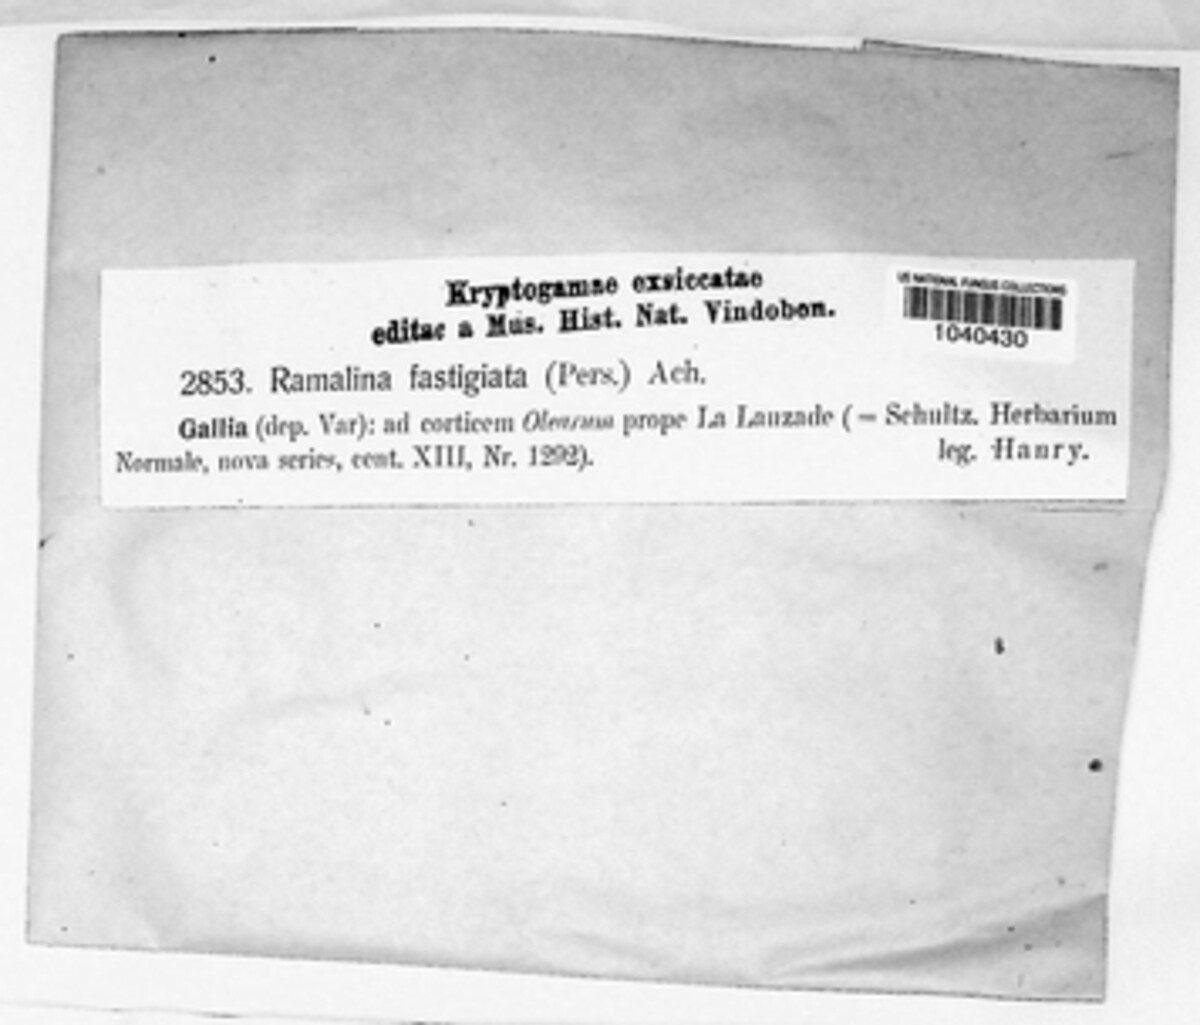 Kryptogamae exsiccatae
editae a Mus. Hist. Nat. Vindobon.
US NATIONAL FUNGUS COLLECTIONS
1040430
2853. Ramalina fastigiata (Pers.) Ach.
Gallia (dep. Var): ad corticem Olearum prope La Lauzade (= Schultz. Herbarium
Normale, nova series, cent. XIII, Nr. 1292).
leg. Hanry.